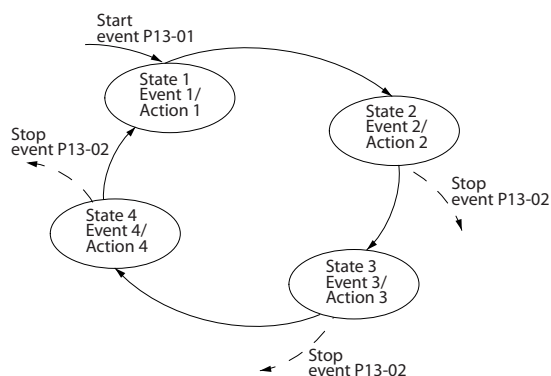 Start
event P13-01
State 1
Event 1/
Action 1
State 2
Event 2/
Action 2
Stop
event P13-02
Stop
event P13-02
State 4
Event 4/
Action 4
State 3
Event 3/
Action 3
Stop
event P13-02